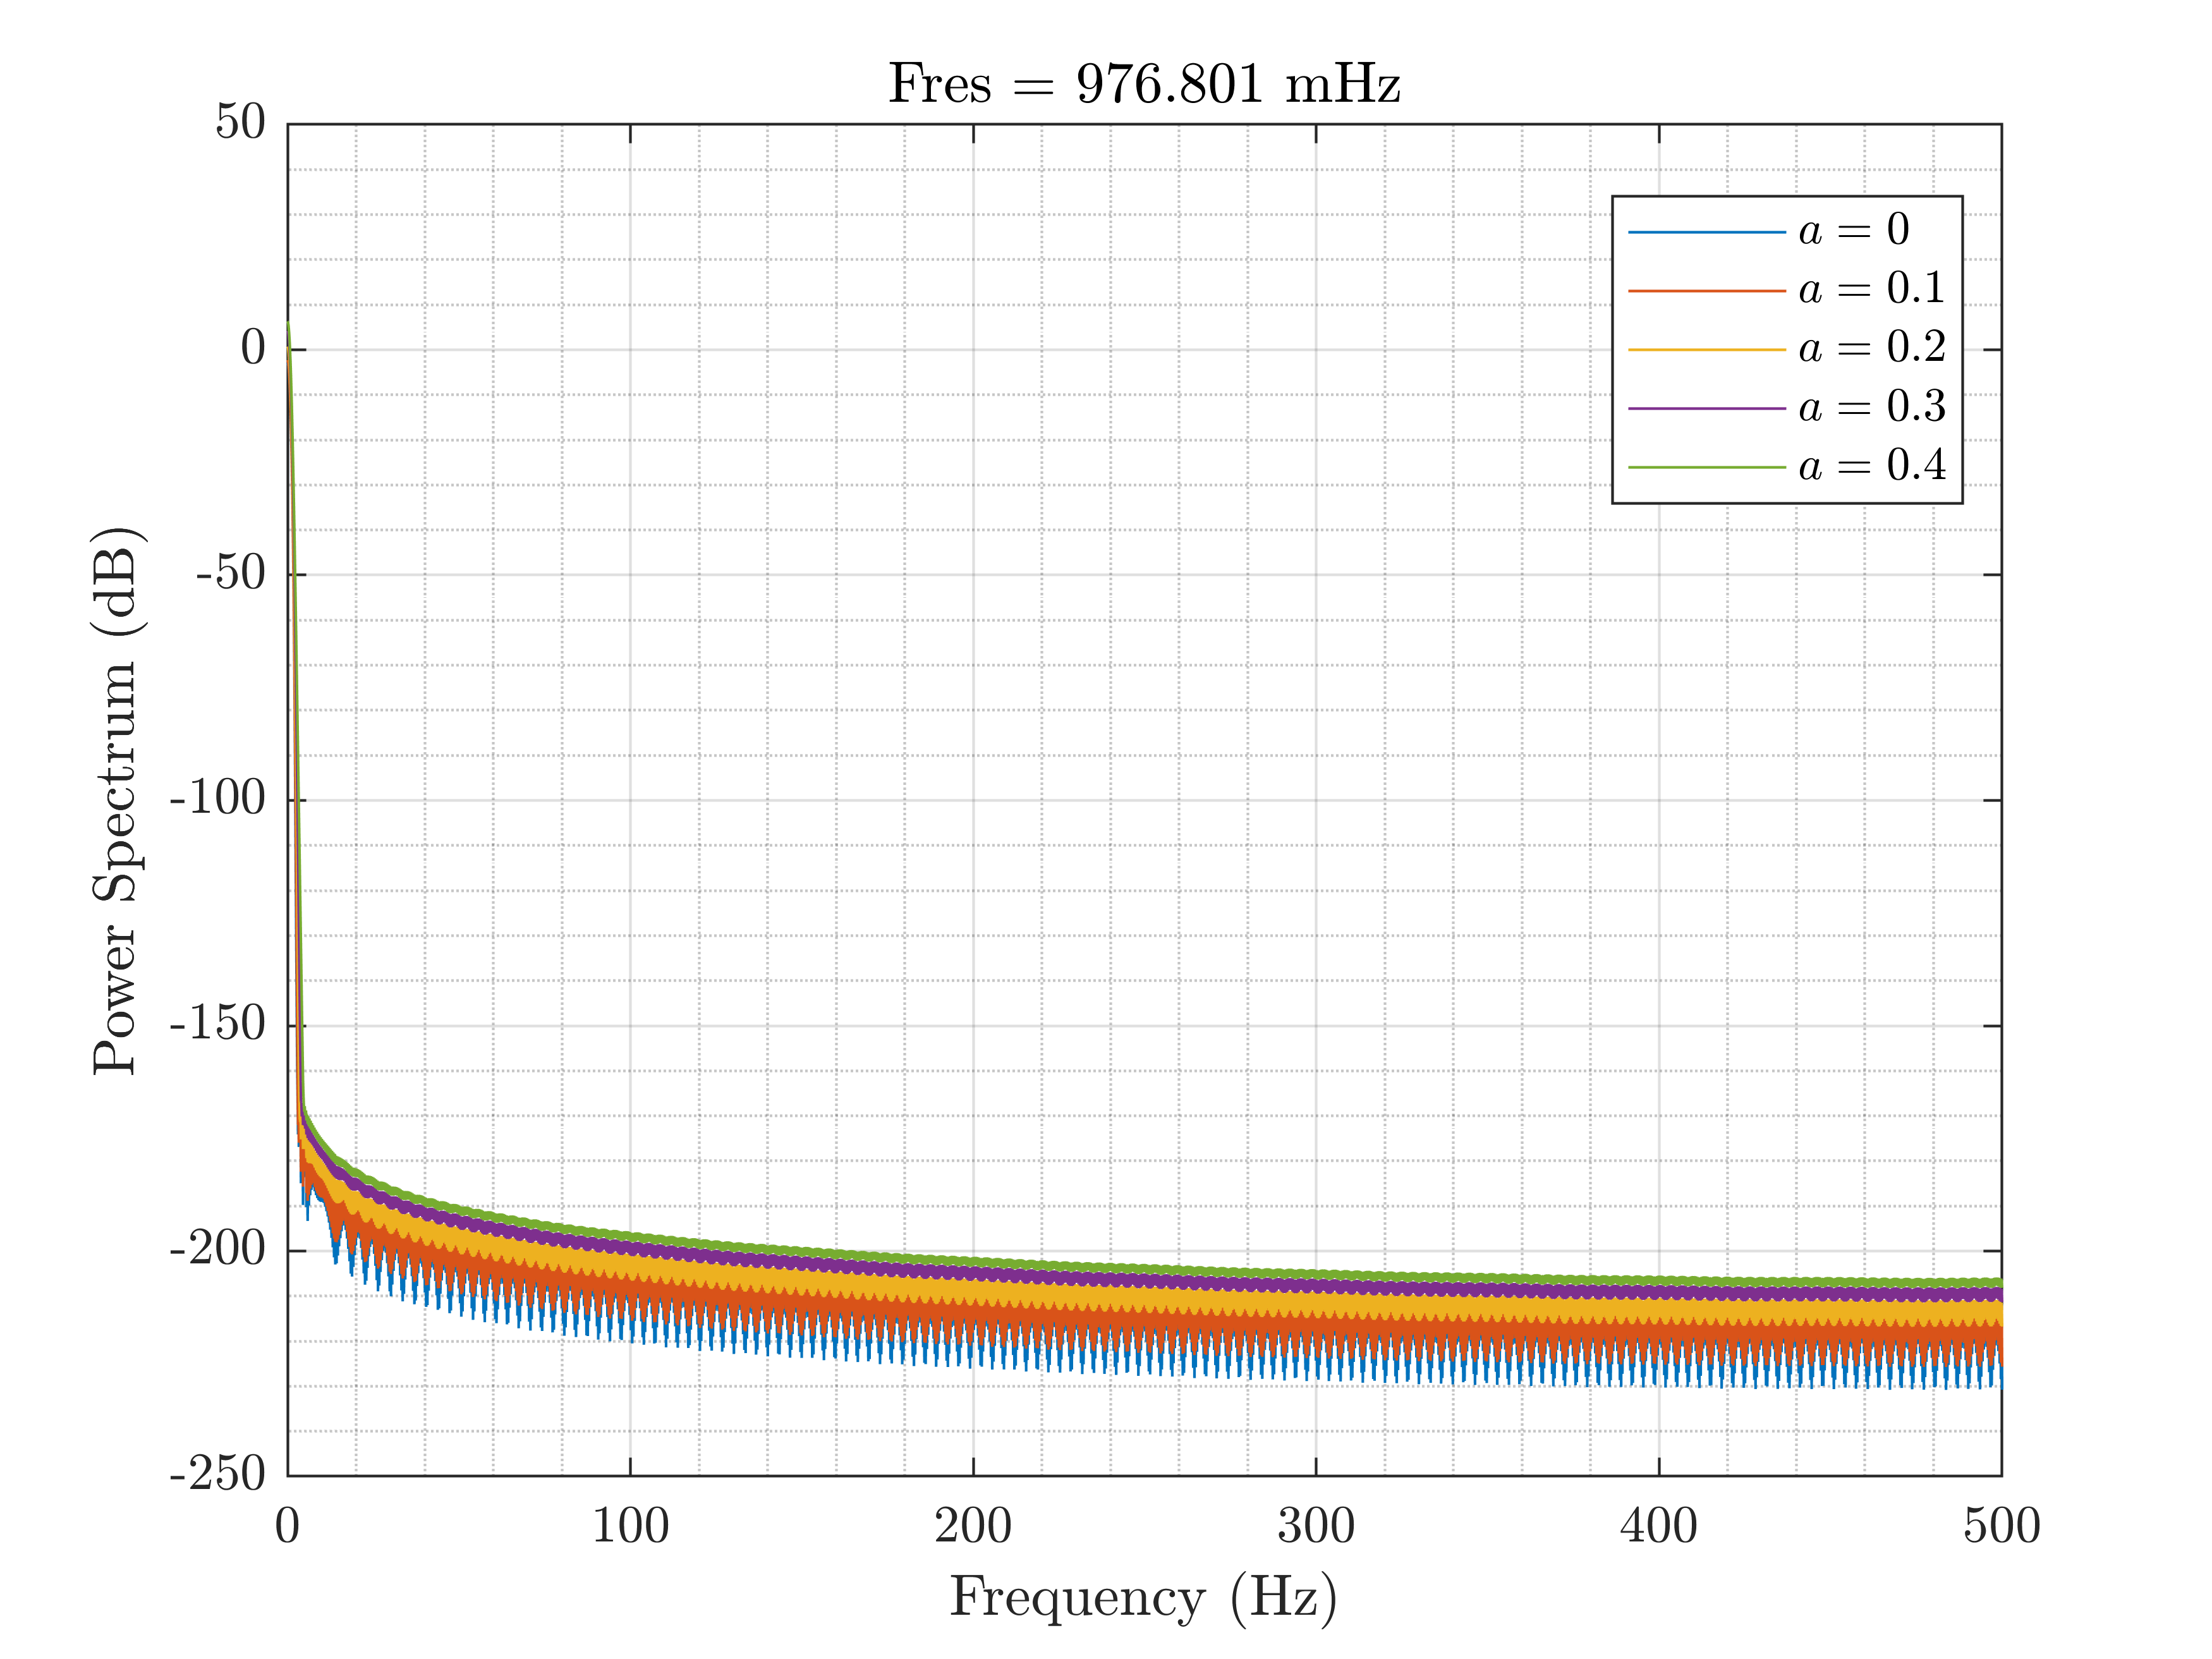 Fres = 976.801 mHz
50
0
-50
-100
-150
-200
-250
Power Spectrum (dB)
a = 0
a = 0.1
a = 0.2
a = 0.3
a = 0.4
0 100 200 300 400 500
Frequency (Hz)